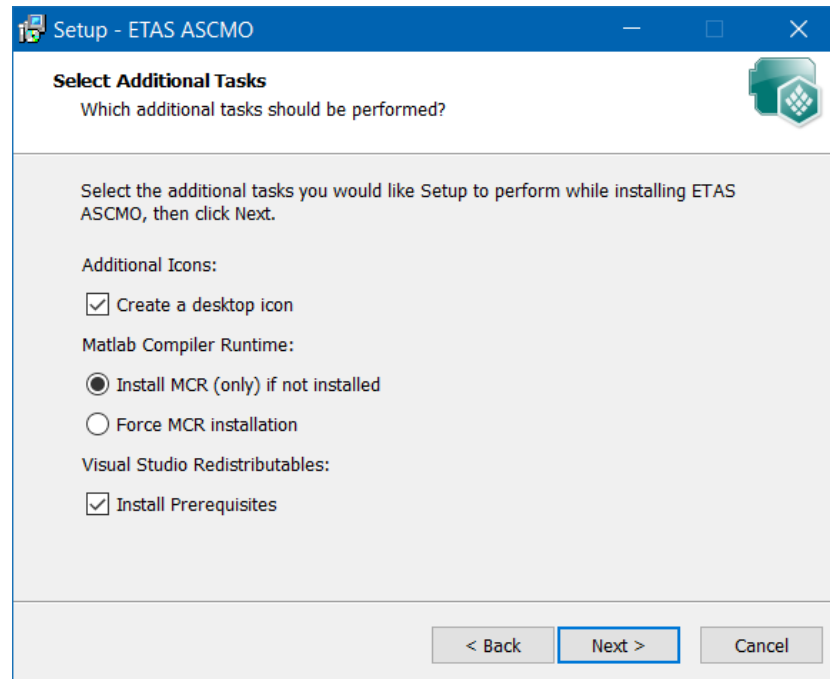 Setup - ETAS ASCMO
Select Additional Tasks
Which additional tasks should be performed?
Select the additional tasks you would like Setup to perform while installing ETAS
ASCMO, then click Next.
Additional Icons:
Create a desktop icon
Matlab Compiler Runtime:
Install MCR (only) if not installed
Force MCR installation
Visual Studio Redistributables:
Install Prerequisites
< Back Next > Cancel